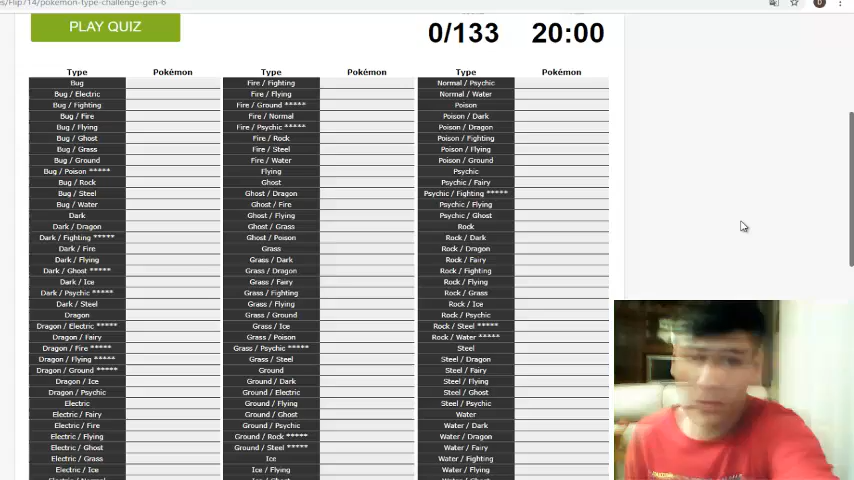 es/Flip714/pokemon-type-challenge-gen-6
PLAY QUIZ
0/133 20:00
Type Pokémon Type Pokémon Type Pokémon
Bug Fire / Fighting Normal / Psychic
Bug / Electric Fire / Flying Normal / Water
Bug / Fighting Fire / Ground ***** Poison
Bug / Fire Fire / Normal Poison / Dark
Bug / Flying Fire / Psychic ***** Poison / Dragon
Bug / Ghost Fire / Rock Poison / Fighting
Bug / Grass Fire / Steel Poison / Flying
Bug / Ground Fire / Water Poison / Ground
Bug / Poison ***** Flying Psychic
Bug / Rock Ghost Psychic / Fairy
Bug / Steel Ghost / Dragon Psychic / Fighting *****
Bug / Water Ghost / Fire Psychic / Flying
Dark Ghost / Flying Psychic / Ghost
Dark / Dragon Ghost / Grass Rock
Dark / Fighting ***** Ghost / Poison Rock / Dark
Dark / Fire Grass Rock / Dragon
Dark / Flying Grass / Dark Rock / Fairy
Dark / Ghost ***** Grass / Dragon Rock / Fighting
Dark / Ice Grass / Fairy Rock / Flying
Dark / Psychic ***** Grass / Fighting Rock / Grass
Dark / Steel Grass / Flying Rock / Ice
Dragon Grass / Ground Rock / Psychic
Dragon / Electric ***** Grass / Ice Rock / Steel *****
Dragon / Fairy Grass / Poison Rock / Water *****
Dragon / Fire ***** Grass / Psychic ***** Steel
Dragon / Flying ***** Grass / Steel Steel / Dragon
Dragon / Ground ***** Ground Steel / Fairy
Dragon / Ice Ground / Dark Steel / Flying
Dragon / Psychic Ground / Electric Steel / Ghost
Electric Ground / Flying Steel / Psychic
Electric / Fairy Ground / Ghost Water
Electric / Fire Ground / Psychic Water / Dark
Electric / Flying Ground / Rock ***** Water / Dragon
Electric / Ghost Ground / Steel ***** Water / Fairy
Electric / Grass Ice Water / Fighting
Electric / Ice Ice / Flying Water / Flying